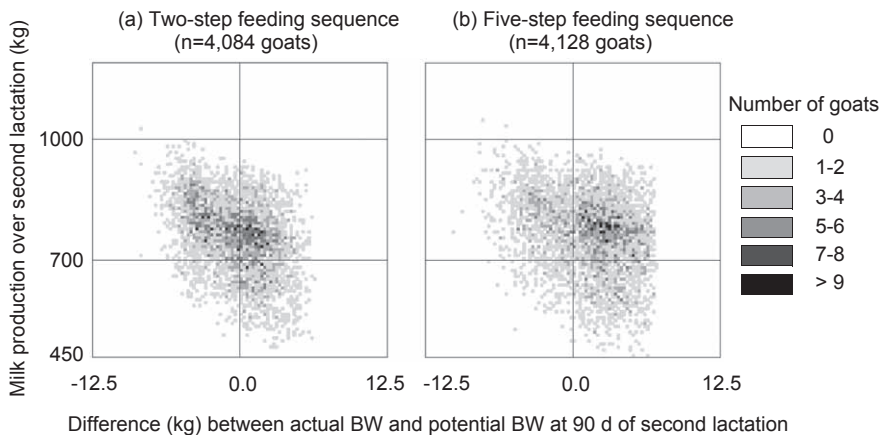 (a) Two-step feeding sequence
(n=4,084 goats)
(b) Five-step feeding sequence
(n=4,128 goats)
Milk production over second lactation (kg)
1000
700
450
-12.5 0.0 12.5
-12.5 0.0 12.5
Difference (kg) between actual BW and potential BW at 90 d of second lactation
Number of goats
0
1-2
3-4
5-6
7-8
> 9